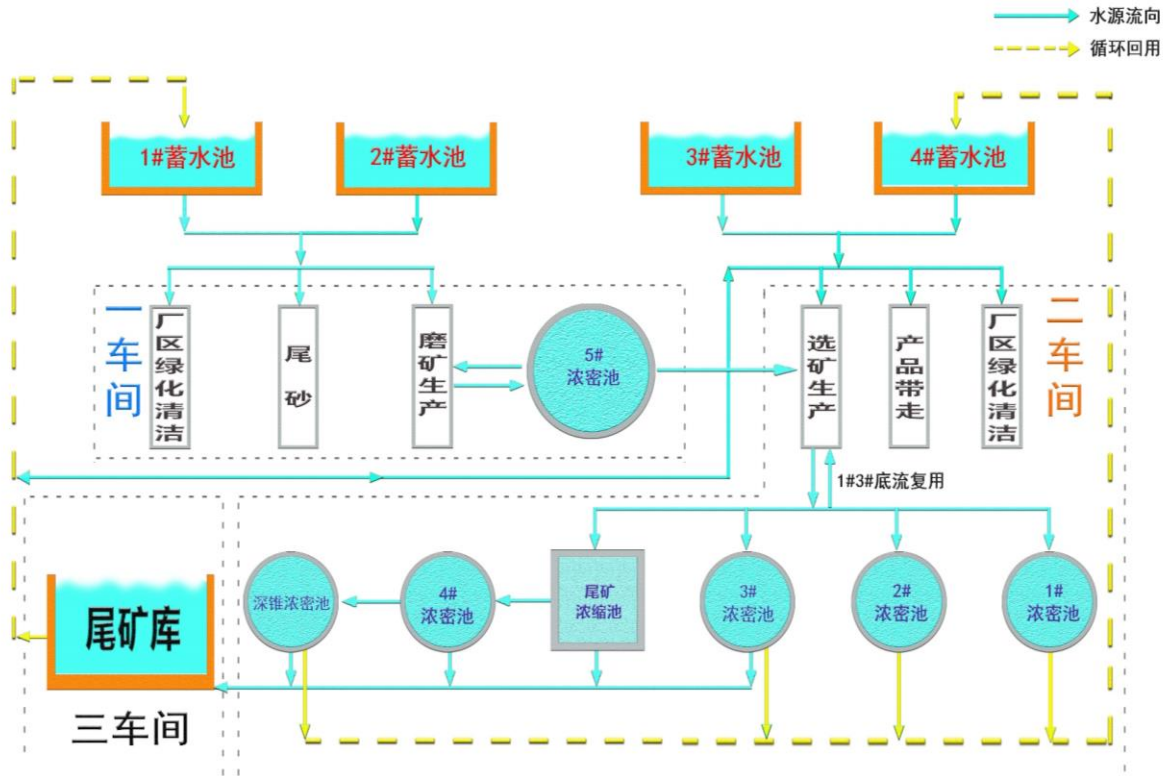 水源流向
循环回用
1#蓄水池
2#蓄水池
3#蓄水池
4#蓄水池
一车间
厂区绿化清洁
尾砂
磨矿生产
5#
浓密池
选矿生产
产品带走
厂区绿化清洁
二车间
1#3#底流复用
深锥浓密池
4#
浓密池
尾矿
浓缩池
3#
浓密池
2#
浓密池
1#
浓密池
尾矿库
三车间